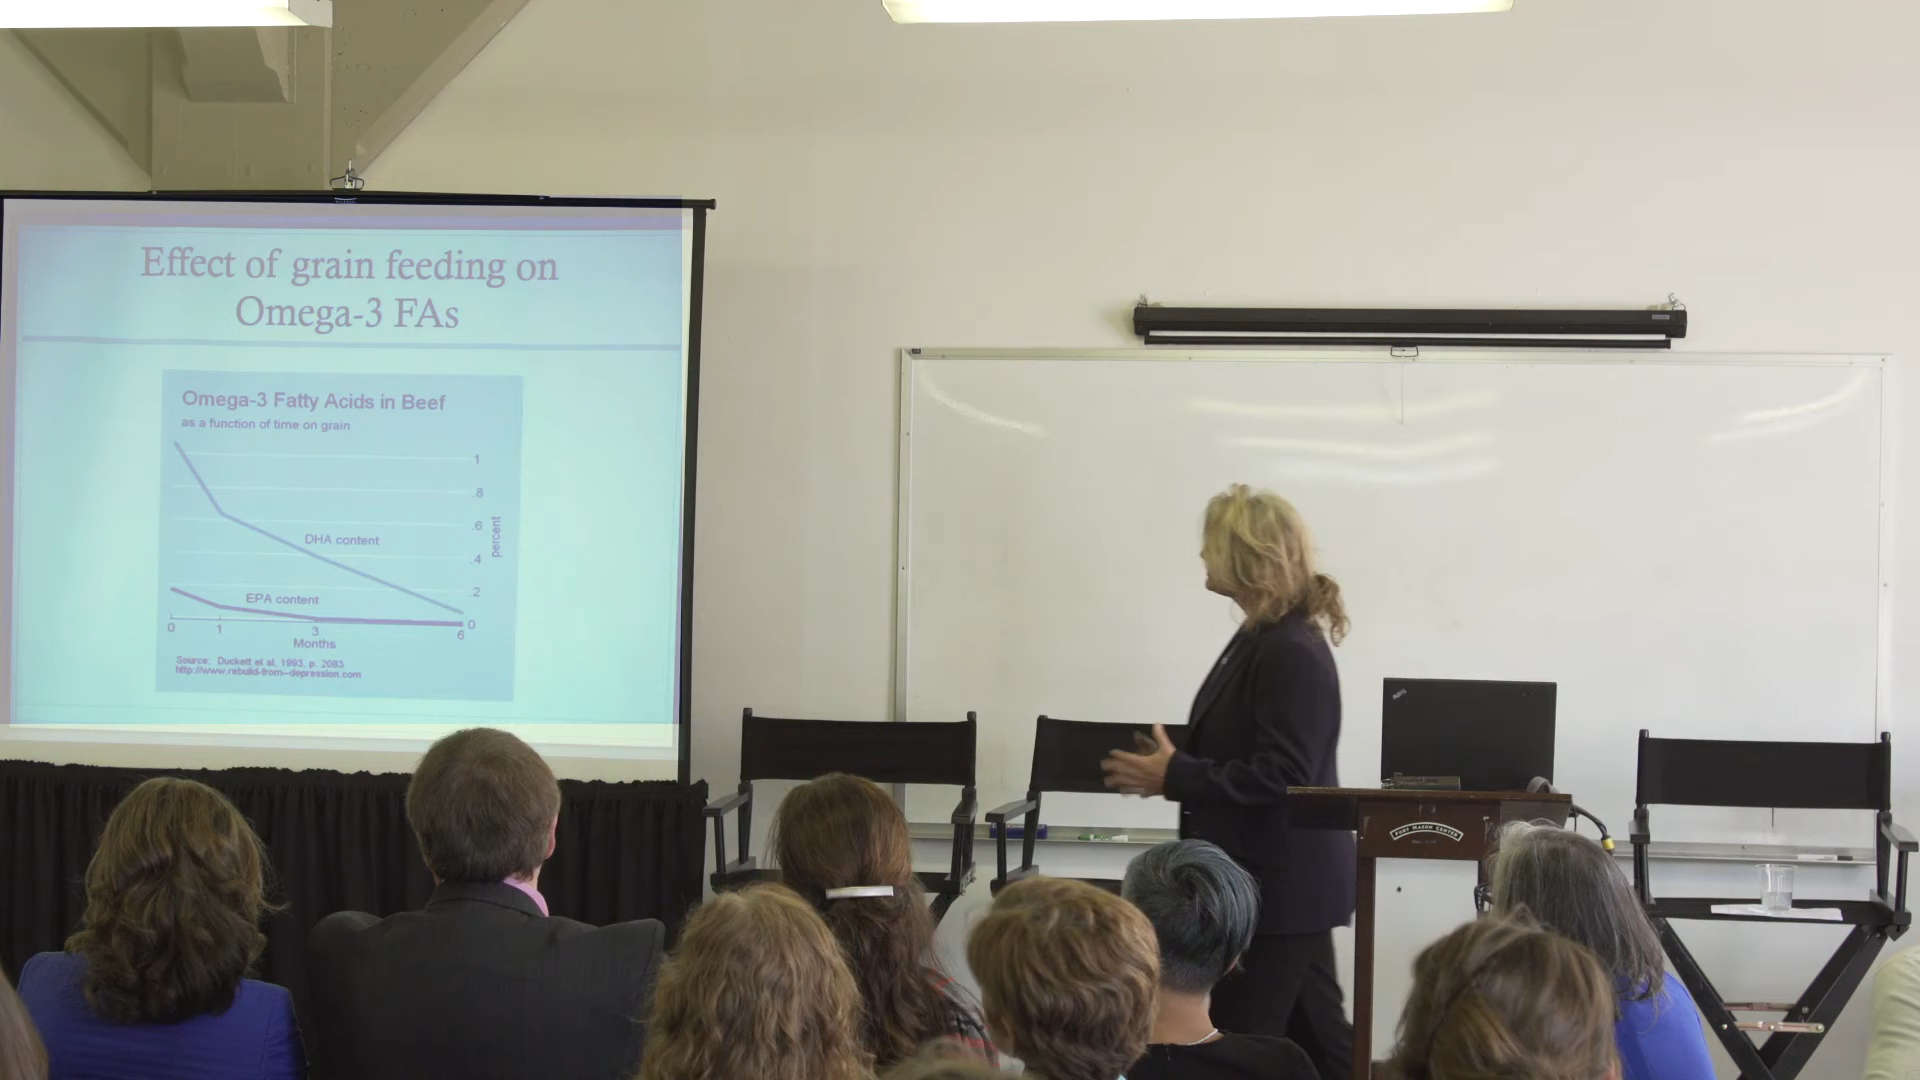 Effect of grain feeding on
Omega-3 FAs
Omega-3 Fatty Acids in Beef
as a function of time on grain
1
.8
.6
.4
.2
0
percent
DHA content
EPA content
0 1 3 6
Months
Source: Duckett et al. 1993, p. 2083
http://www.rebuild-from-depression.com
FORT MASON CENTER